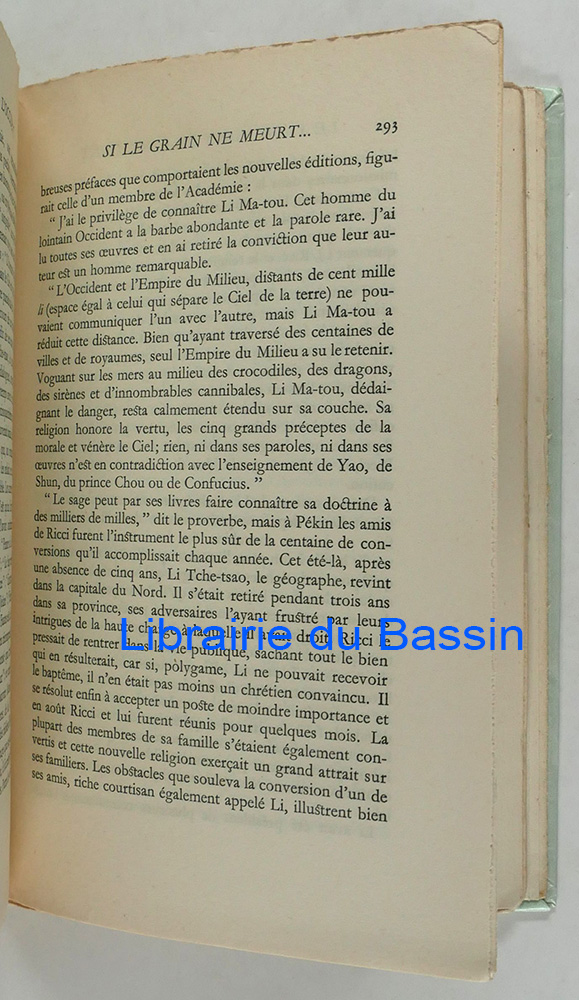 SI LE GRAIN NE MEURT... 293
breuses préfaces que comportaient les nouvelles éditions, figu-
rait celle d'un membre de l'Académie :
“ J'ai le privilège de connaître Li Ma-tou. Cet homme du
lointain Occident a la barbe abondante et la parole rare. J'ai
lu toutes ses œuvres et en ai retiré la conviction que leur au-
teur est un homme remarquable.
“ L'Occident et l'Empire du Milieu, distants de cent mille
li (espace égal à celui qui sépare le Ciel de la terre) ne pou-
vaient communiquer l'un avec l'autre, mais Li Ma-tou a
réduit cette distance. Bien qu'ayant traversé des centaines de
villes et de royaumes, seul l'Empire du Milieu a su le retenir.
Voguant sur les mers au milieu des crocodiles, des dragons,
des sirènes et d'innombrables cannibales, Li Ma-tou, dédai-
gnant le danger, resta calmement étendu sur sa couche. Sa
religion honore la vertu, les cinq grands préceptes de la
morale et vénère le Ciel ; rien, ni dans ses paroles, ni dans ses
œuvres n'est en contradiction avec l'enseignement de Yao, de
Shun, du prince Chou ou de Confucius. ”
“ Le sage peut par ses livres faire connaître sa doctrine à
des milliers de milles, ” dit le proverbe, mais à Pékin les amis
de Ricci furent l'instrument le plus sûr de la centaine de con-
versions qu'il accomplissait chaque année. Cet été-là, après
une absence de cinq ans, Li Tche-tsao, le géographe, revint
dans la capitale du Nord. Il s'était retiré pendant trois ans
dans sa province, ses adversaires l'ayant frustré par leurs
intrigues de la haute charge à laquelle il avait droit. Ricci le
Librairie du Bassin
pressait de rentrer dans la vie publique, sachant tout le bien
qui en résulterait, car si, polygame, Li ne pouvait recevoir
le baptême, il n'en était pas moins un chrétien convaincu. Il
se résolut enfin à accepter un poste de moindre importance et
en août Ricci et lui furent réunis pour quelques mois. La
plupart des membres de sa famille s'étaient également con-
vertis et cette nouvelle religion exerçait un grand attrait sur
ses familiers. Les obstacles que souleva la conversion d'un de
ses amis, riche courtisan également appelé Li, illustrent bien